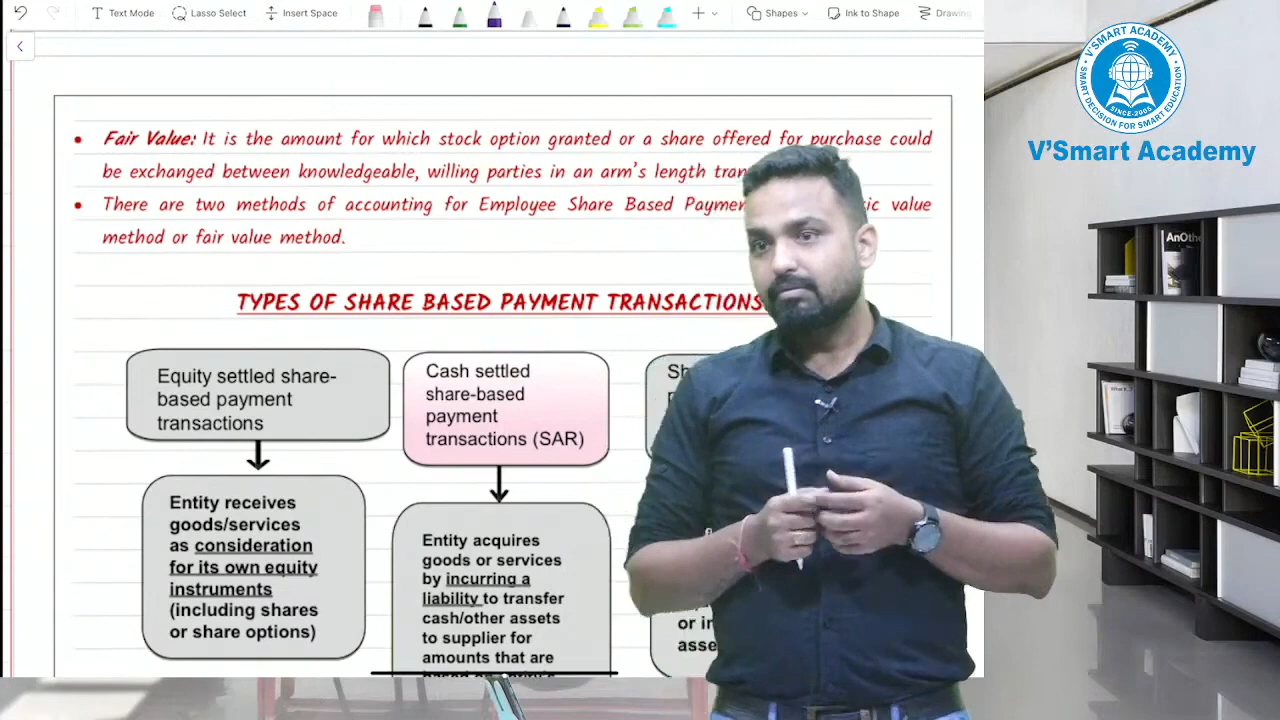 Text Mode
Lasso Select
Insert Space
Shapes
Ink to Shape
Drawing
V'SMART ACADEMY
SMART DECISION FOR SMART EDUCATION
SINCE-2005
V'Smart Academy
• Fair Value: It is the amount for which stock option granted or a share offered for purchase could
be exchanged between knowledgeable, willing parties in an arm's length
• There are two methods of accounting for Employee Share Based value
method or fair value method.
TYPES OF SHARE BASED PAYMENT TRANSACTIONS
Equity settled share-
based payment
transactions
Cash settled
share-based
payment
transactions (SAR)
Entity receives
goods/services
as consideration
for its own equity
instruments
(including shares
or share options)
Entity acquires
goods or services
by incurring a
liability to transfer
cash/other assets
to supplier for
amounts that are
or